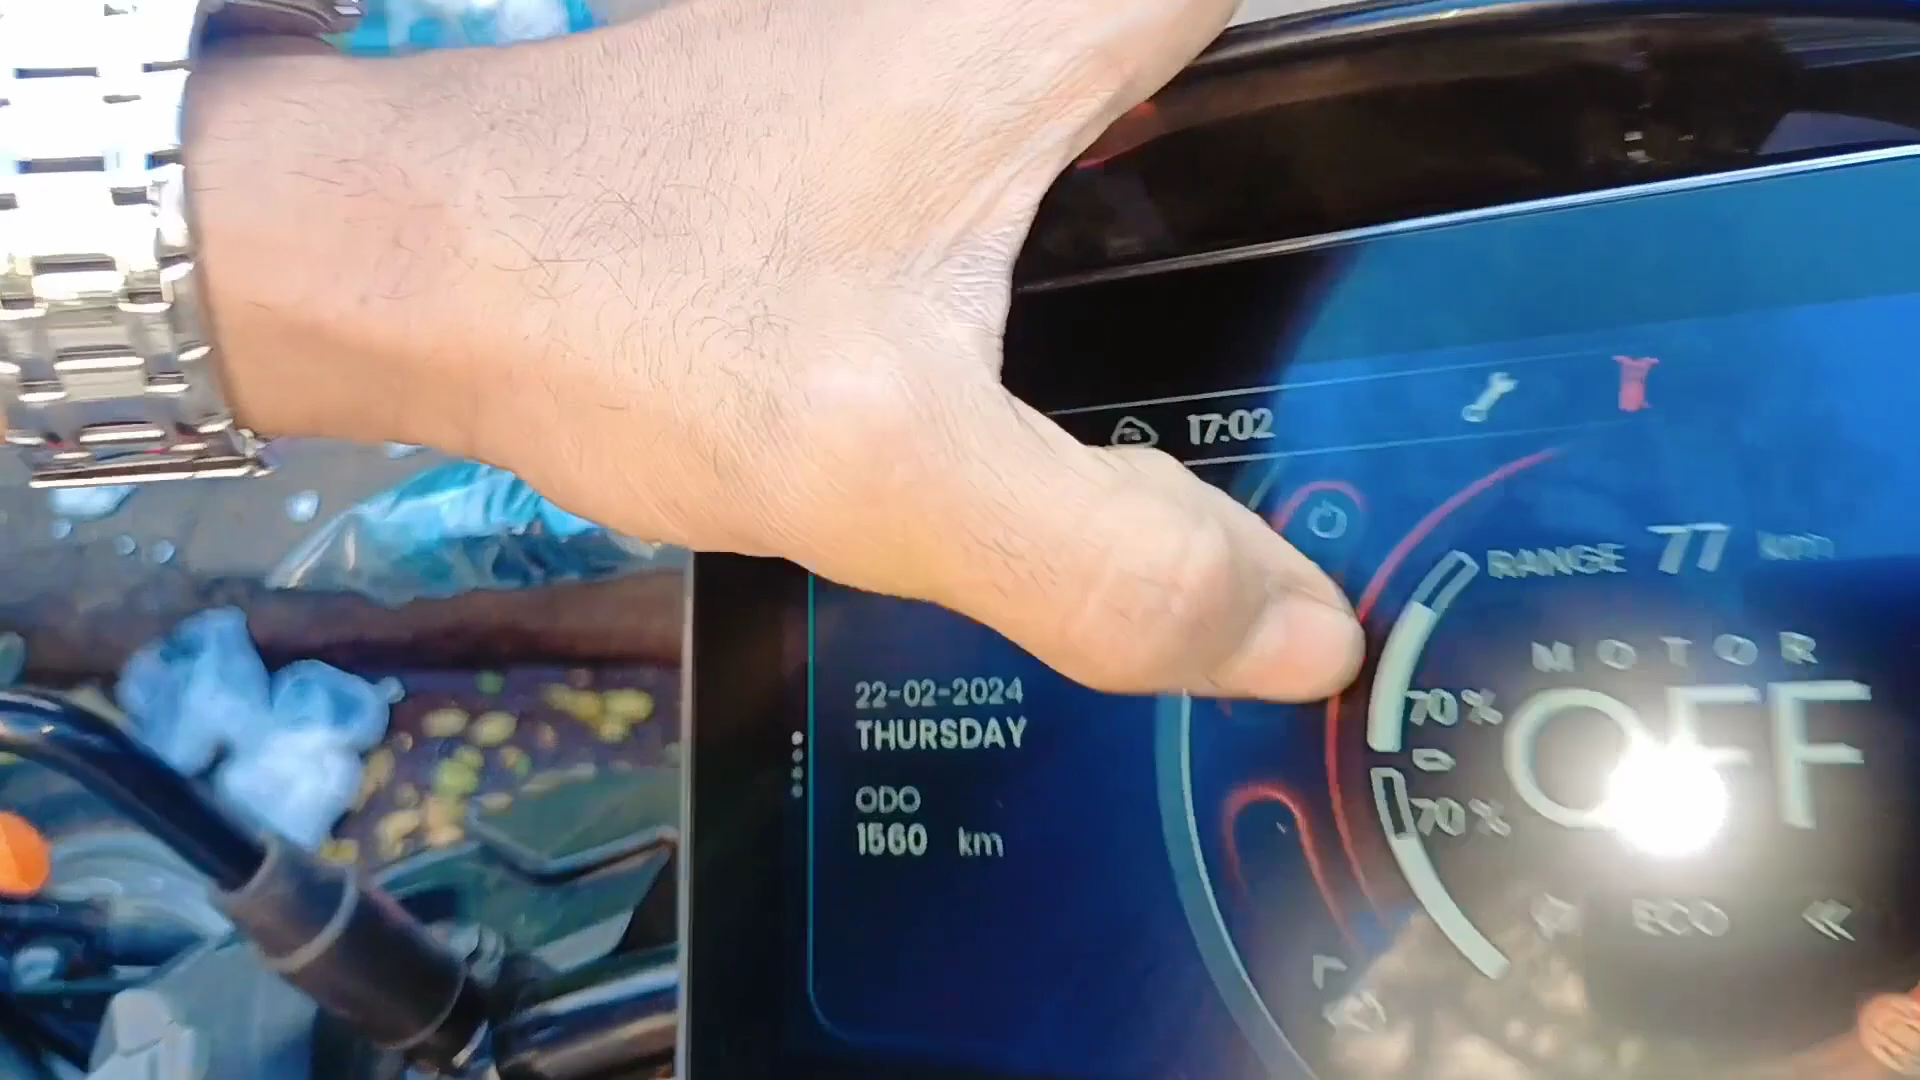 17:02
RANGE 77 km
MOTOR
OFF
70%
70%
ECO
22-02-2024
THURSDAY
ODO
1560 km